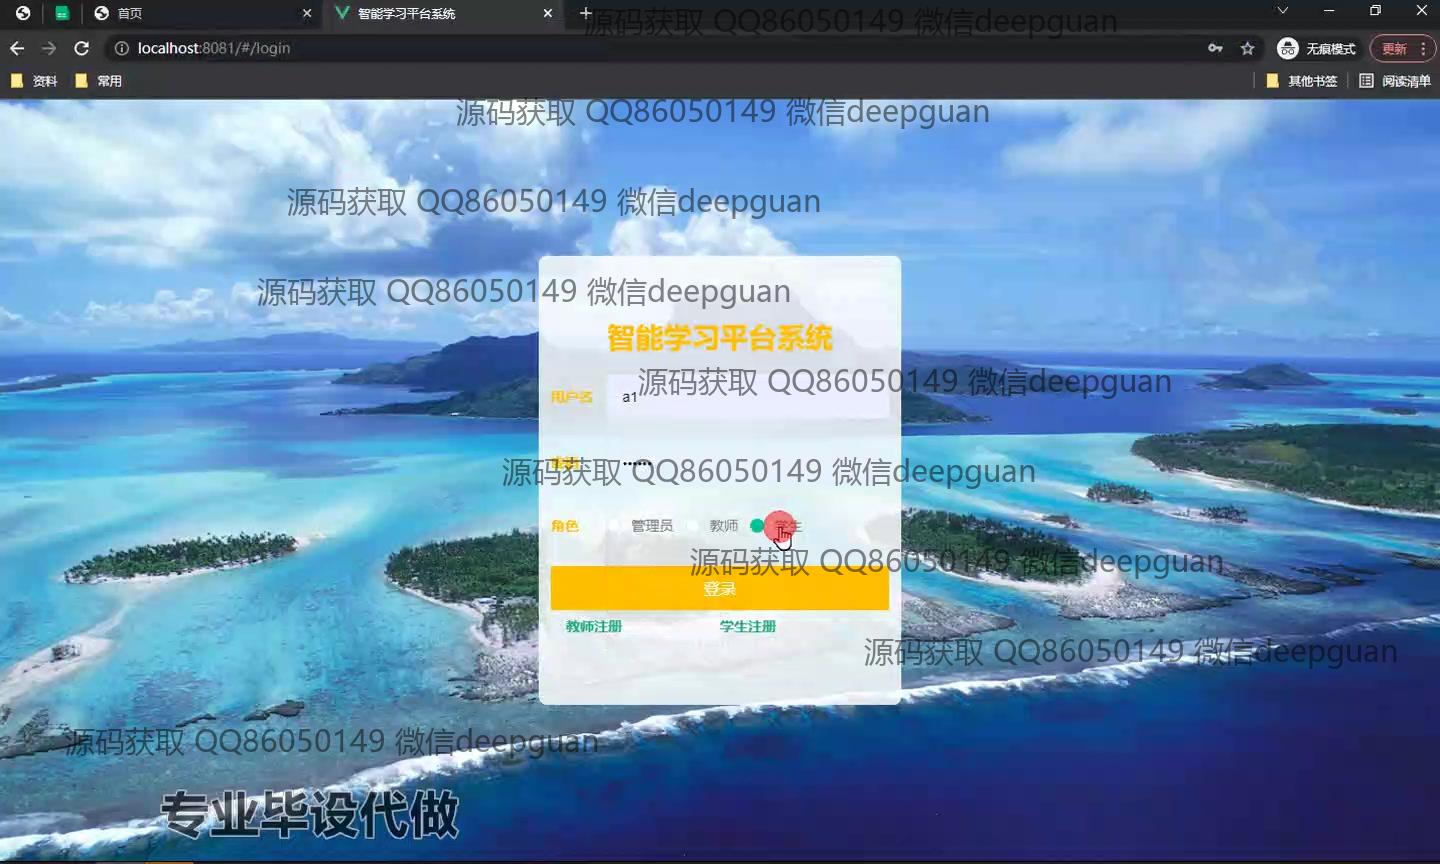 首页
智能学习平台系统
源码获取 QQ86050149 微信deepguan
localhost:8081/#/login
无痕模式
更新
资料
常用
其他书签
阅读清单
源码获取 QQ86050149 微信deepguan
源码获取 QQ86050149 微信deepguan
源码获取 QQ86050149 微信deepguan
智能学习平台系统
源码获取 QQ86050149 微信deepguan
用户名
a1
源码获取 QQ86050149 微信deepguan
角色
管理员
教师
学生
源码获取 QQ86050149 微信deepguan
登录
教师注册
学生注册
源码获取 QQ86050149 微信deepguan
源码获取 QQ86050149 微信deepguan
专业毕设代做